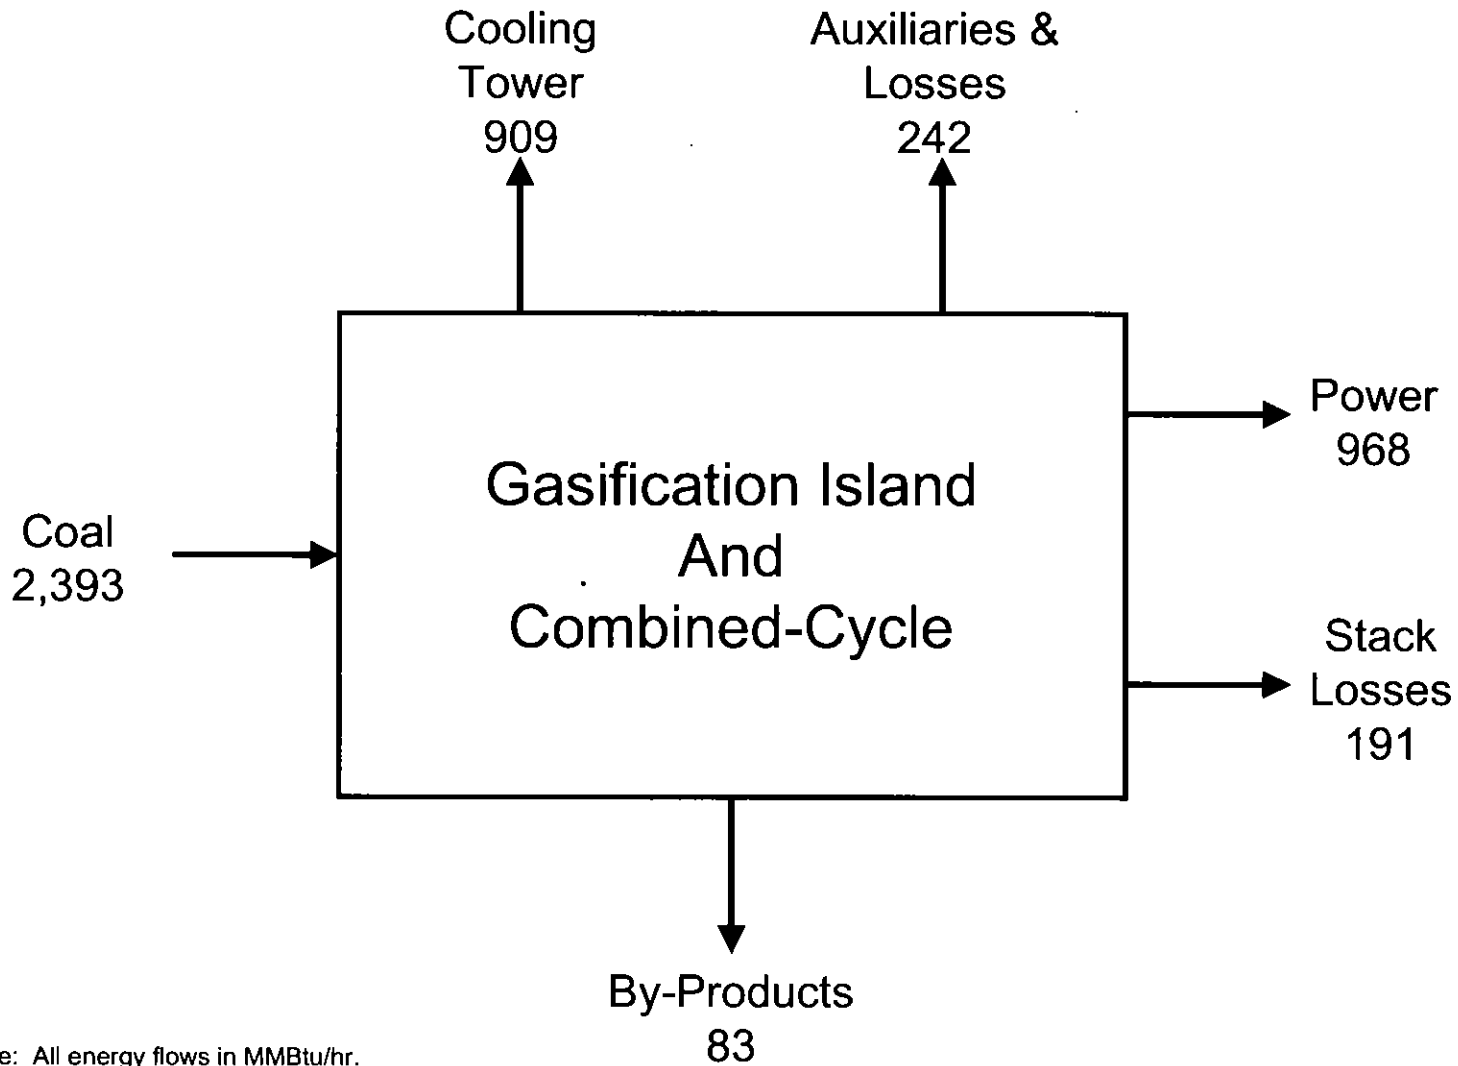 Cooling
Tower
909
Auxiliaries &
Losses
242
Power
968
Gasification Island
And
Combined-Cycle
Coal
2,393
Stack
Losses
191
By-Products
83
e: All energy flows in MMBtu/hr.